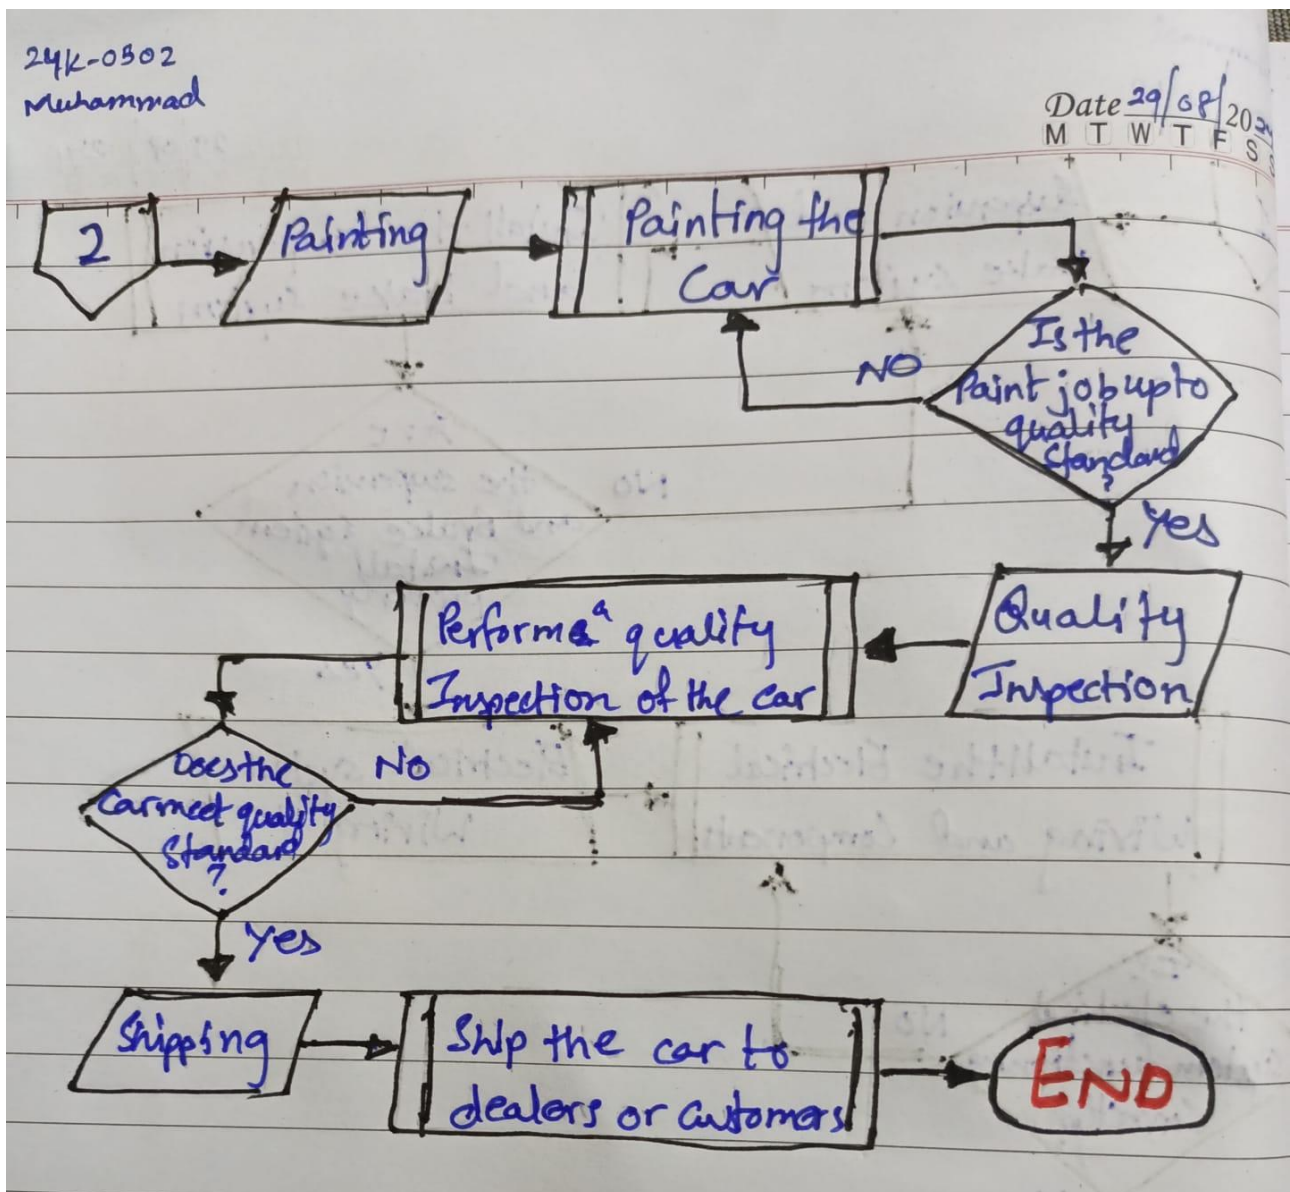 24K-0502
Muhammad
Date 29/08/2024
M T W T F S
2
Painting
Painting the
Car
Is the
Paint job upto
quality
Standard
?
NO
Yes
Quality
Inspection
Perform a quality
Inspection of the car
Does the
Car meet quality
Standard
?
NO
Yes
Shipping
Ship the car to
dealers or customers
END